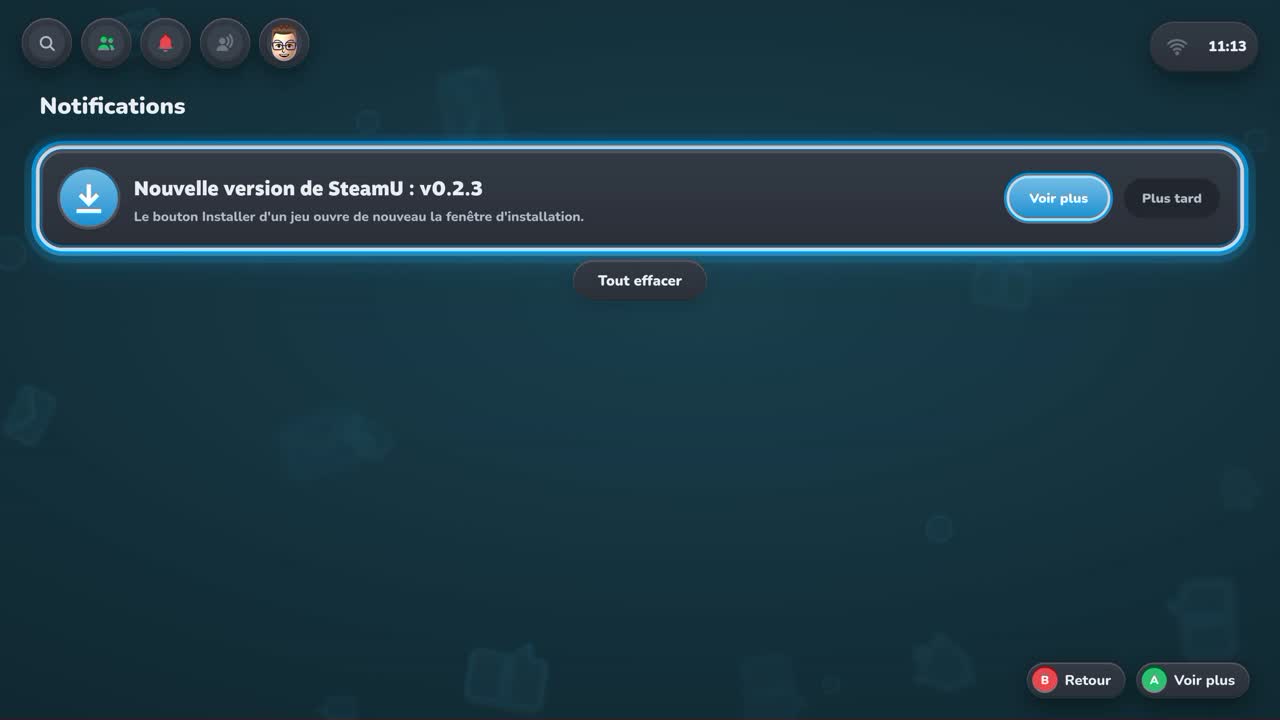 11:13
Notifications
Nouvelle version de SteamU : v0.2.3
Le bouton Installer d'un jeu ouvre de nouveau la fenêtre d'installation.
Voir plus
Plus tard
Tout effacer
B Retour
A Voir plus